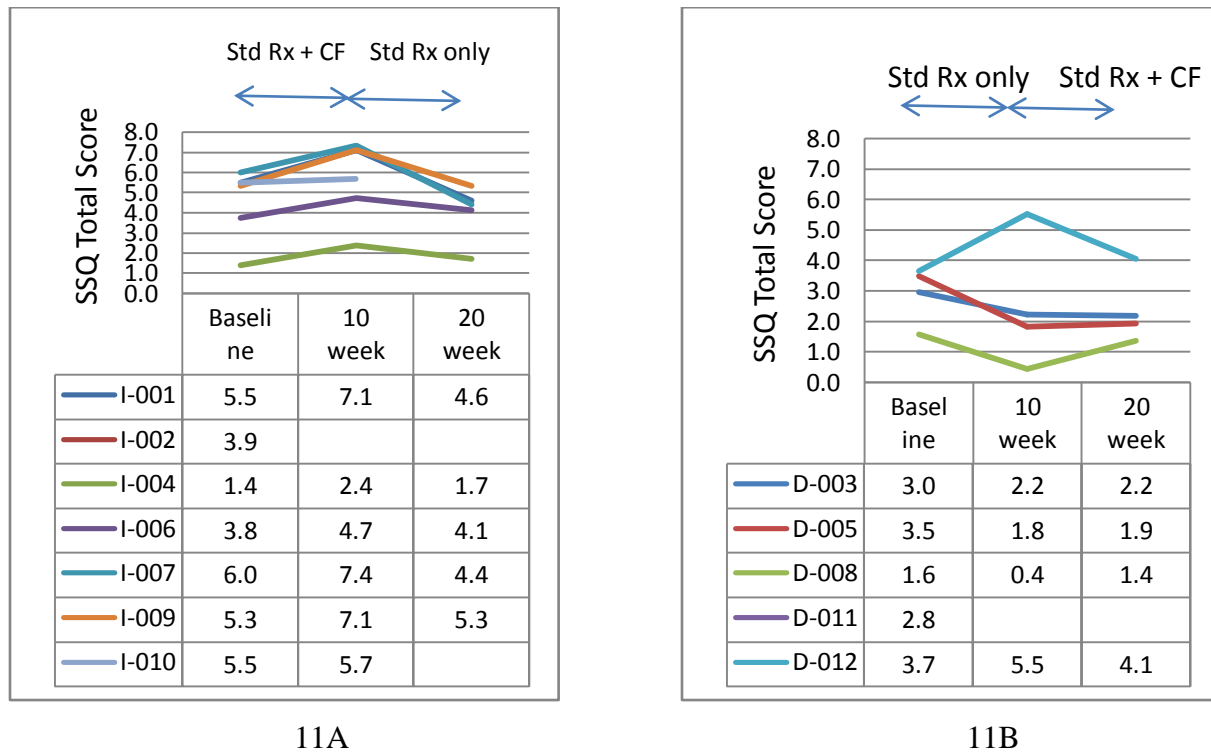 Std Rx + CF Std Rx only
SSQ Total Score
8.0
7.0
6.0
5.0
4.0
3.0
2.0
1.0
0.0
Baseli
ne
10
week
20
week
I-001 5.5 7.1 4.6
I-002 3.9
I-004 1.4 2.4 1.7
I-006 3.8 4.7 4.1
I-007 6.0 7.4 4.4
I-009 5.3 7.1 5.3
I-010 5.5 5.7
11A
Std Rx only Std Rx + CF
SSQ Total Score
8.0
7.0
6.0
5.0
4.0
3.0
2.0
1.0
0.0
Basel
ine
10
week
20
week
D-003 3.0 2.2 2.2
D-005 3.5 1.8 1.9
D-008 1.6 0.4 1.4
D-011 2.8
D-012 3.7 5.5 4.1
11B